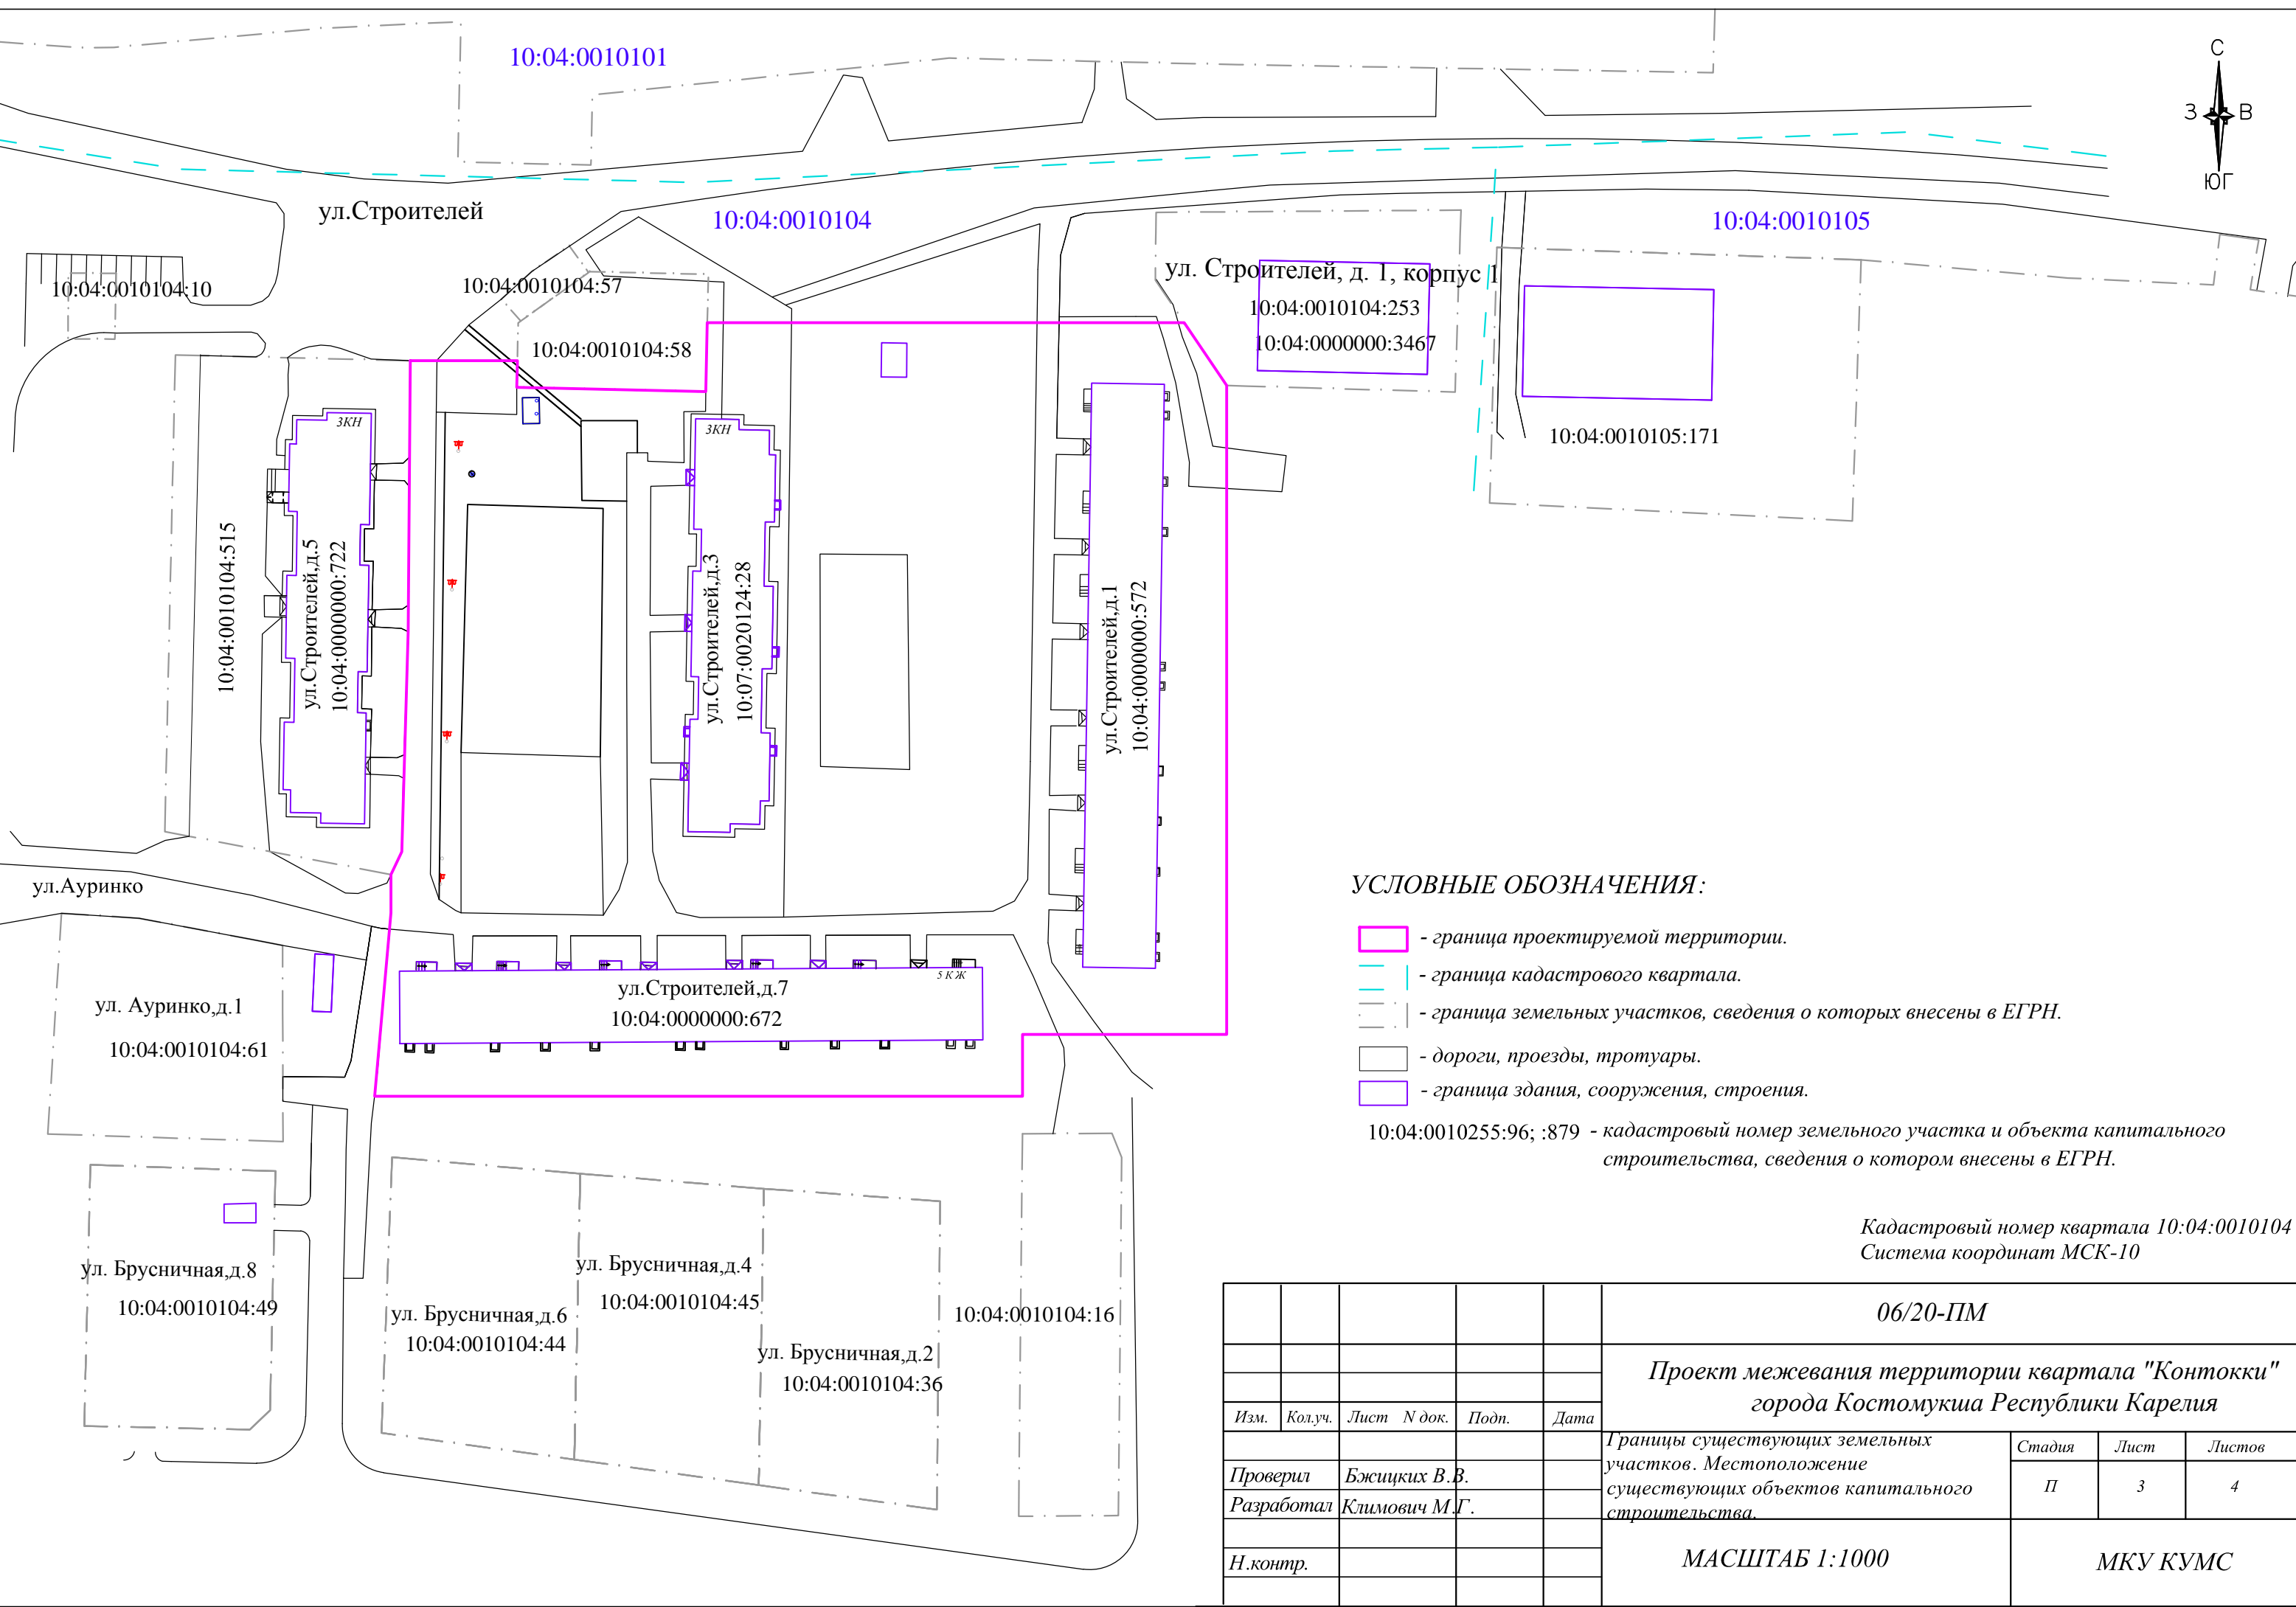 10:04:0010101
С
З В
ЮГ
ул.Строителей
10:04:0010104
10:04:0010105
10:04:0010104:10
10:04:0010104:57
ул. Строителей, д. 1, корпус 1
10:04:0010104:253
10:04:0000000:3467
10:04:0010104:58
10:04:0010105:171
3КН
3КН
10:04:0010104:515
ул.Строителей,д.5
10:04:0000000:722
ул.Строителей,д.3
10:07:0020124:28
ул.Строителей,д.1
10:04:0000000:572
ул.Ауринко
5 К Ж
ул.Строителей,д.7
10:04:0000000:672
ул. Ауринко,д.1
10:04:0010104:61
ул. Брусничная,д.8
10:04:0010104:49
ул. Брусничная,д.6
10:04:0010104:44
ул. Брусничная,д.4
10:04:0010104:45
ул. Брусничная,д.2
10:04:0010104:36
10:04:0010104:16
УСЛОВНЫЕ ОБОЗНАЧЕНИЯ:
- граница проектируемой территории.
- граница кадастрового квартала.
- граница земельных участков, сведения о которых внесены в ЕГРН.
- дороги, проезды, тротуары.
- граница здания, сооружения, строения.
10:04:0010255:96; :879 - кадастровый номер земельного участка и объекта капитального
строительства, сведения о котором внесены в ЕГРН.
Кадастровый номер квартала 10:04:0010104
Система координат МСК-10
06/20-ПМ
Проект межевания территории квартала "Контокки"
города Костомукша Республики Карелия
Изм. Кол.уч. Лист N док. Подп. Дата
Границы существующих земельных
участков. Местоположение
существующих объектов капитального
строительства.
Стадия Лист Листов
П 3 4
Проверил Бжицких В.В.
Разработал Климович М.Г.
Н.контр.
МАСШТАБ 1:1000
МКУ КУМС